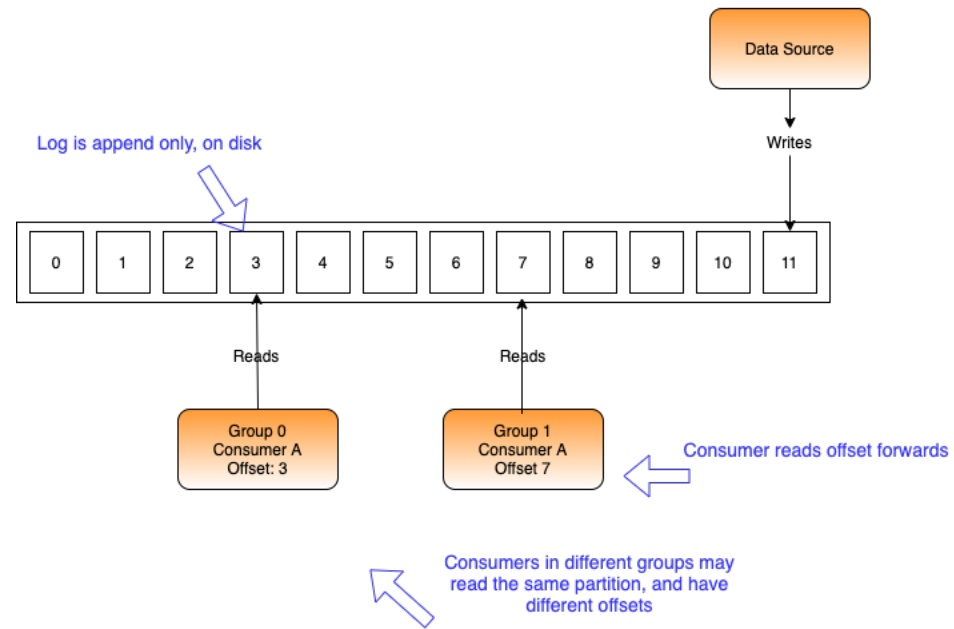 Data Source
Writes
Log is append only, on disk
0 1 2 3 4 5 6 7 8 9 10 11
Reads
Reads
Group 0
Consumer A
Offset: 3
Group 1
Consumer A
Offset 7
Consumer reads offset forwards
Consumers in different groups may
read the same partition, and have
different offsets